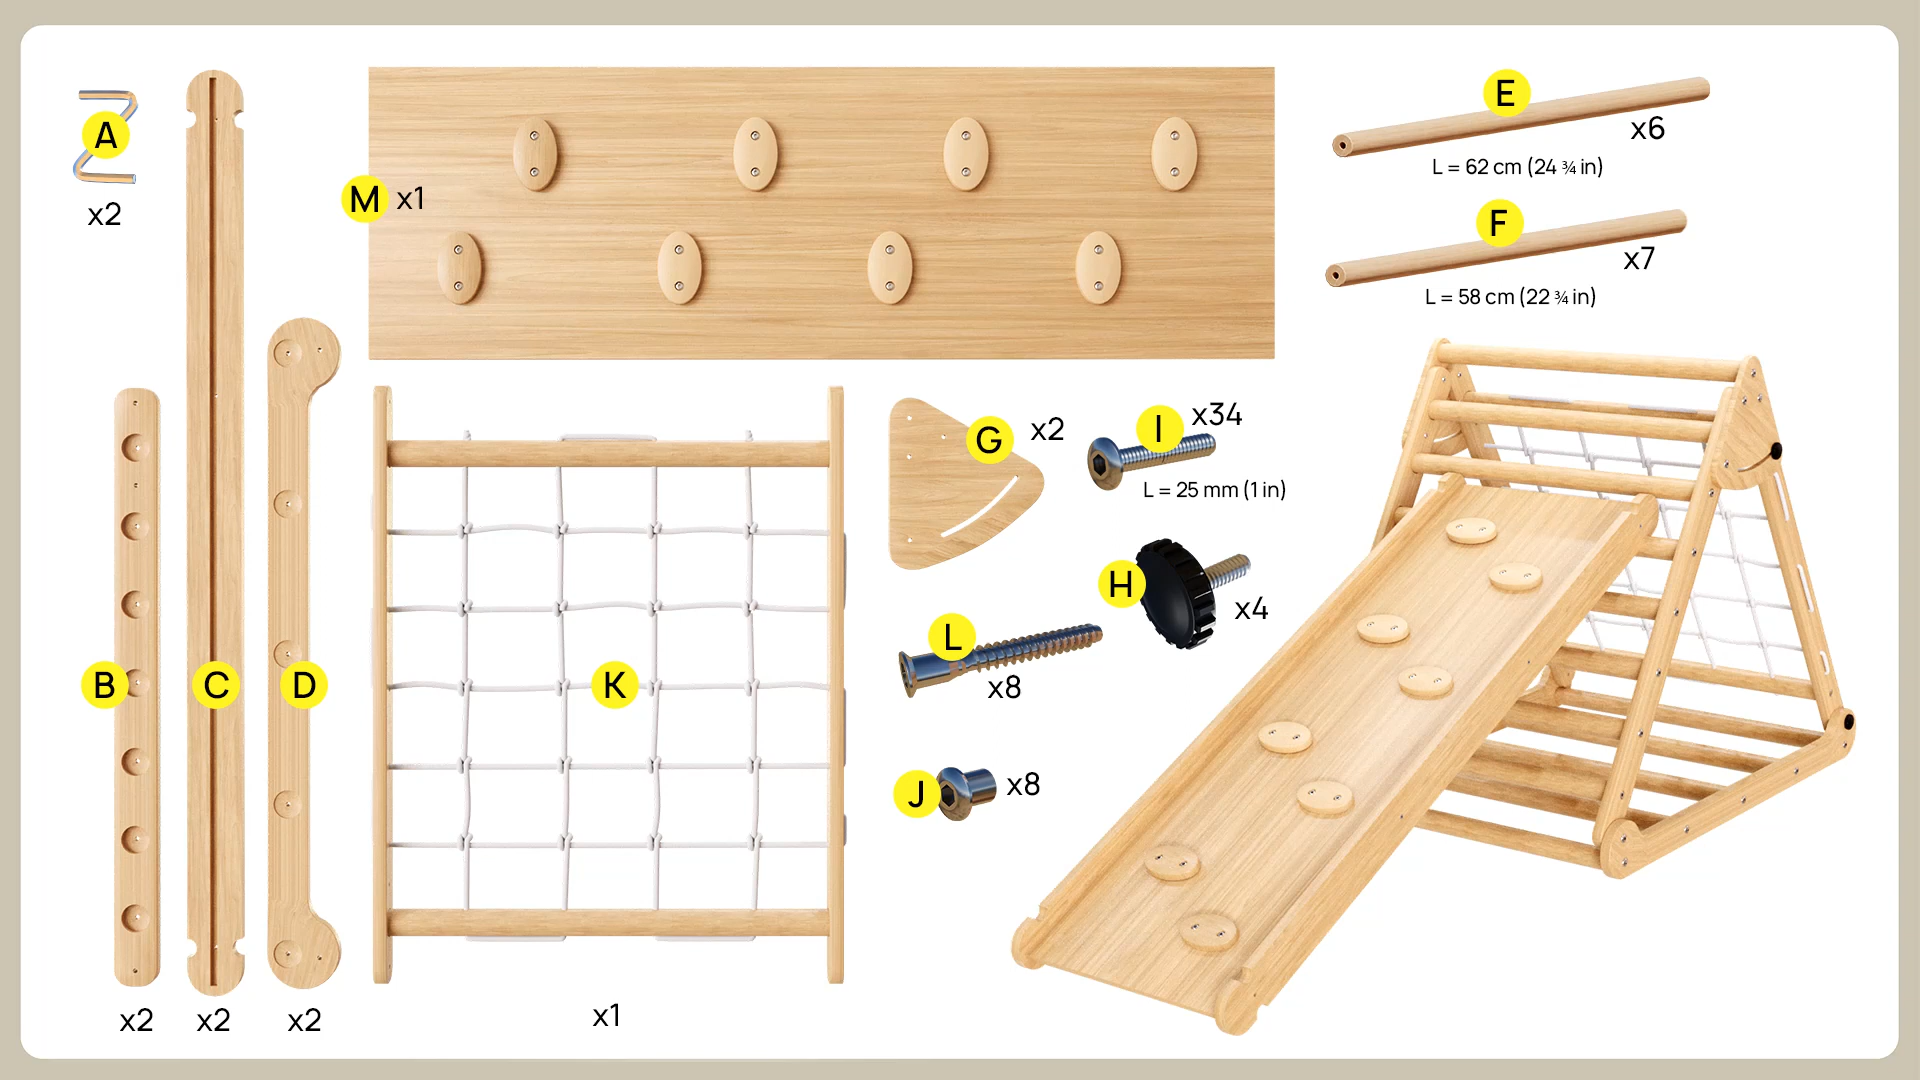 A
x2
M x1
E
x6
L = 62 cm (24 ¾ in)
F
x7
L = 58 cm (22 ¾ in)
G x2
I x34
L = 25 mm (1 in)
H
x4
L
x8
J x8
B
x2
C
x2
D
x2
K
x1